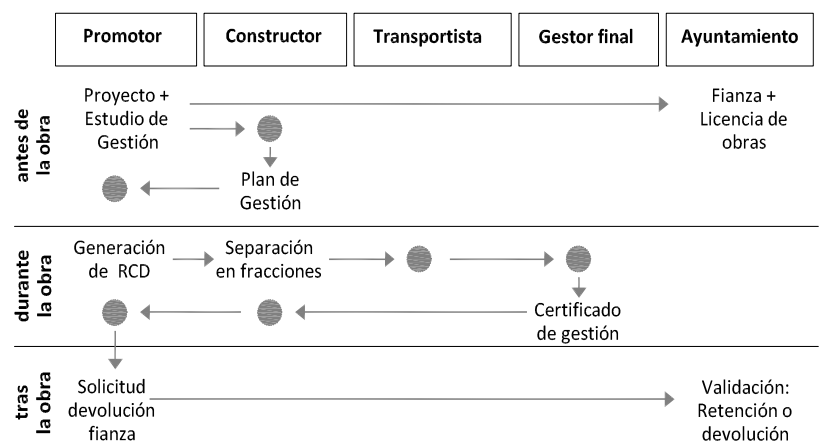 Promotor
Constructor
Transportista
Gestor final
Ayuntamiento
antes de
la obra
Proyecto +
Estudio de
Gestión
Fianza +
Licencia de
obras
Plan de
Gestión
durante
la obra
Generación
de RCD
Separación
en fracciones
Certificado
de gestión
tras
la obra
Solicitud
devolución
fianza
Validación:
Retención o
devolución